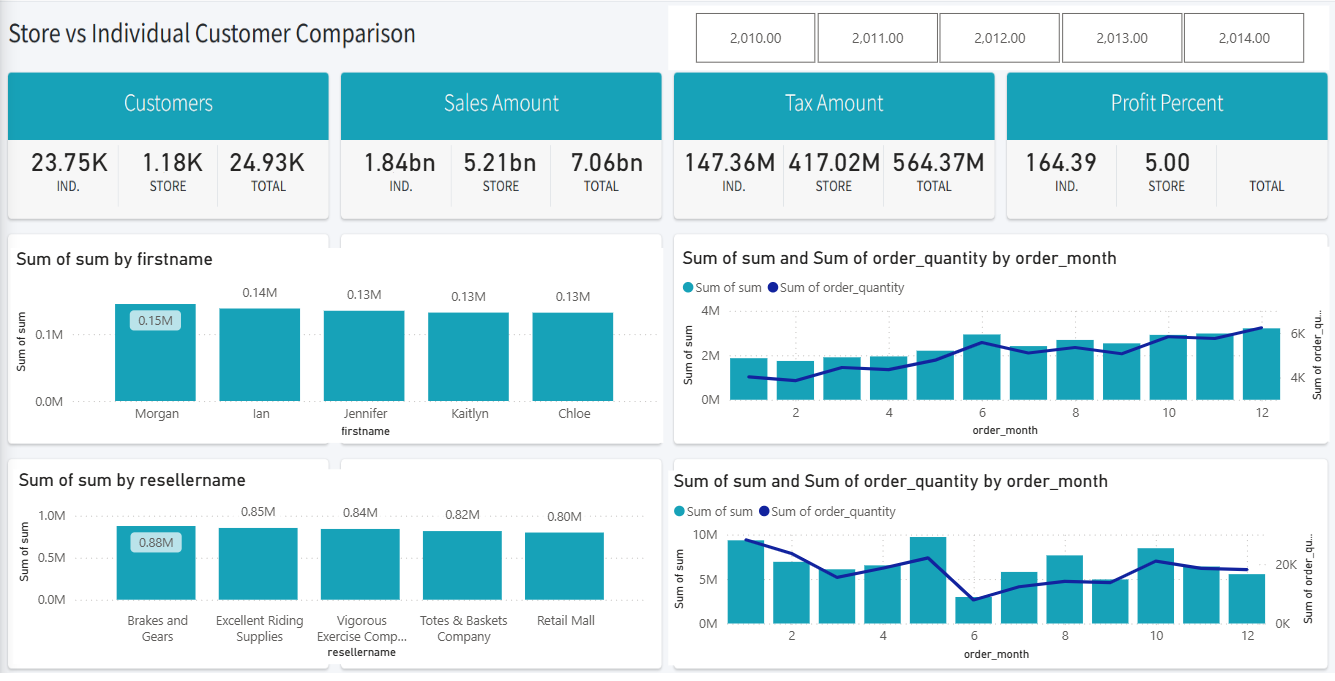 Store vs Individual Customer Comparison
2,010.00 2,011.00 2,012.00 2,013.00 2,014.00
Customers
23.75K 1.18K 24.93K
IND. STORE TOTAL
Sales Amount
1.84bn 5.21bn 7.06bn
IND. STORE TOTAL
Tax Amount
147.36M 417.02M 564.37M
IND. STORE TOTAL
Profit Percent
164.39 5.00
IND. STORE TOTAL
Sum of sum by firstname
Sum of sum
0.1M
0.0M
0.15M 0.14M 0.13M 0.13M 0.13M
Morgan Ian Jennifer Kaitlyn Chloe
firstname
Sum of sum and Sum of order_quantity by order_month
Sum of sum Sum of order_quantity
Sum of sum
4M
2M
0M
6K
4K
Sum of order_qu...
2 4 6 8 10 12
order_month
Sum of sum by resellername
Sum of sum
1.0M
0.5M
0.0M
0.88M 0.85M 0.84M 0.82M 0.80M
Brakes and Gears
Excellent Riding Supplies
Vigorous Exercise Comp...
Totes & Baskets Company
Retail Mall
resellername
Sum of sum and Sum of order_quantity by order_month
Sum of sum Sum of order_quantity
Sum of sum
10M
5M
0M
20K
0K
Sum of order_qu...
2 4 6 8 10 12
order_month